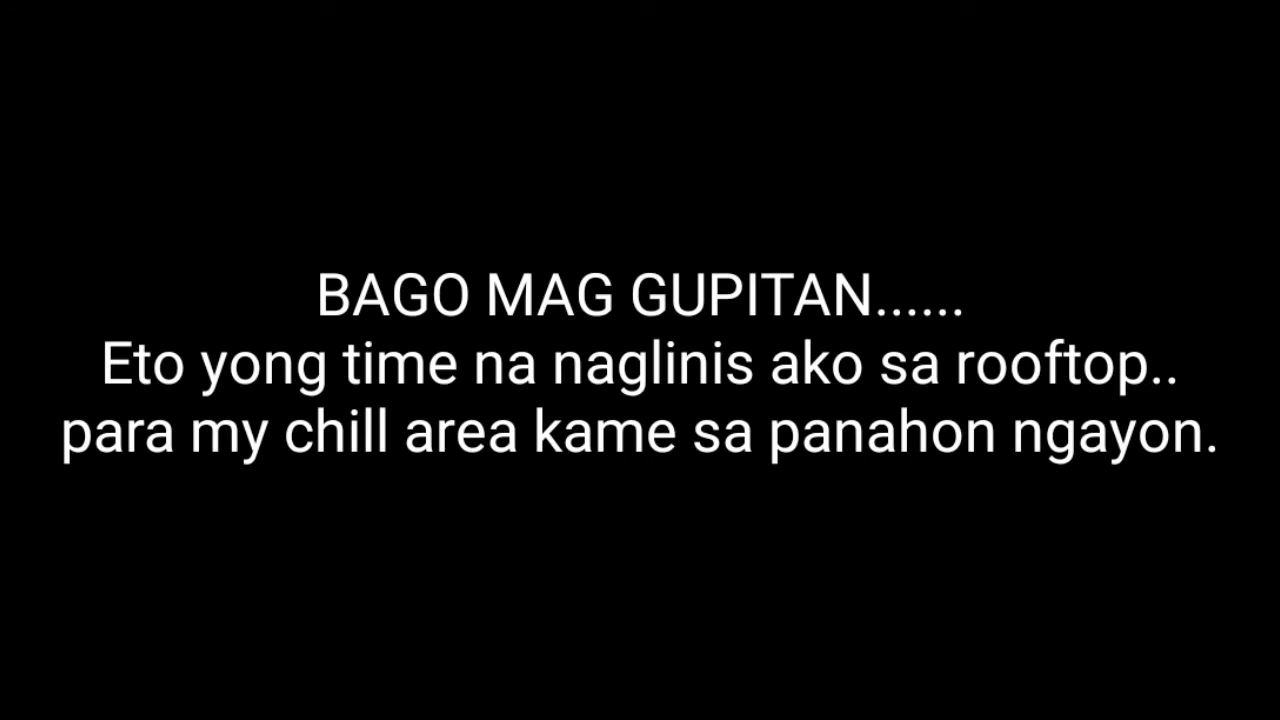 BAGO MAG GUPITAN......
Eto yong time na naglinis ako sa rooftop..
para my chill area kame sa panahon ngayon.